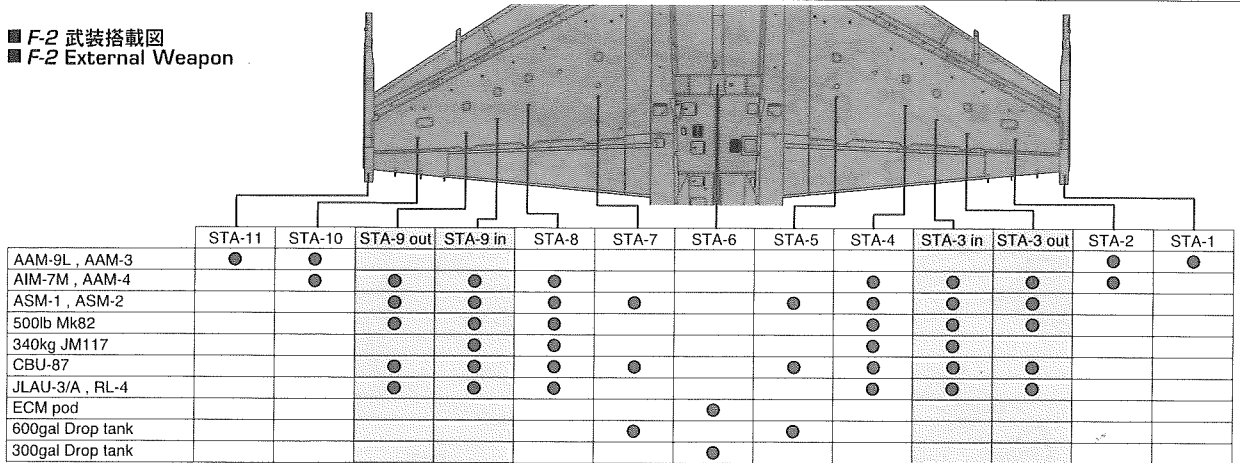 ■ F-2 武装搭載図
■ F-2 External Weapon
STA-11 STA-10 STA-9 out STA-9 in STA-8 STA-7 STA-6 STA-5 STA-4 STA-3 in STA-3 out STA-2 STA-1
AAM-9L , AAM-3 ● ● ● ●
AIM-7M , AAM-4 ● ● ● ● ● ● ● ●
ASM-1 , ASM-2 ● ● ● ● ● ● ● ●
500lb Mk82 ● ● ● ● ● ●
340kg JM117 ● ● ● ●
CBU-87 ● ● ● ● ● ● ● ●
JLAU-3/A , RL-4 ● ● ● ● ● ●
ECM pod ●
600gal Drop tank ● ●
300gal Drop tank ●